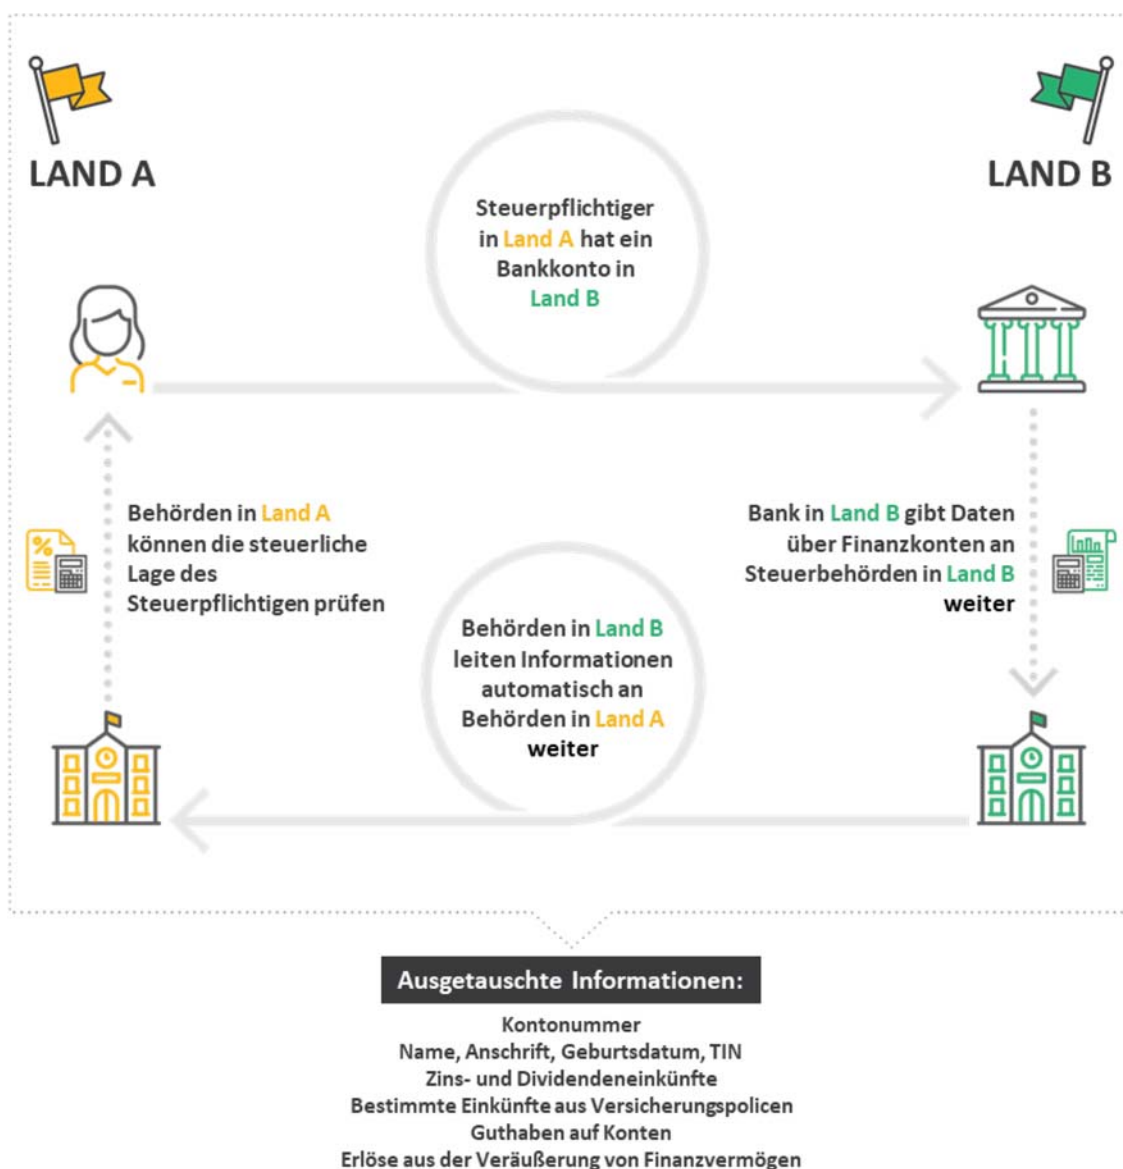 LAND A
LAND B
Steuerpflichtiger
in Land A hat ein
Bankkonto in
Land B
Behörden in Land A
können die steuerliche
Lage des
Steuerpflichtigen prüfen
Bank in Land B gibt Daten
über Finanzkonten an
Steuerbehörden in Land B
weiter
Behörden in Land B
leiten Informationen
automatisch an
Behörden in Land A
weiter
Ausgetauschte Informationen:
Kontonummer
Name, Anschrift, Geburtsdatum, TIN
Zins- und Dividendeneinkünfte
Bestimmte Einkünfte aus Versicherungspolicen
Guthaben auf Konten
Erlöse aus der Veräußerung von Finanzvermögen